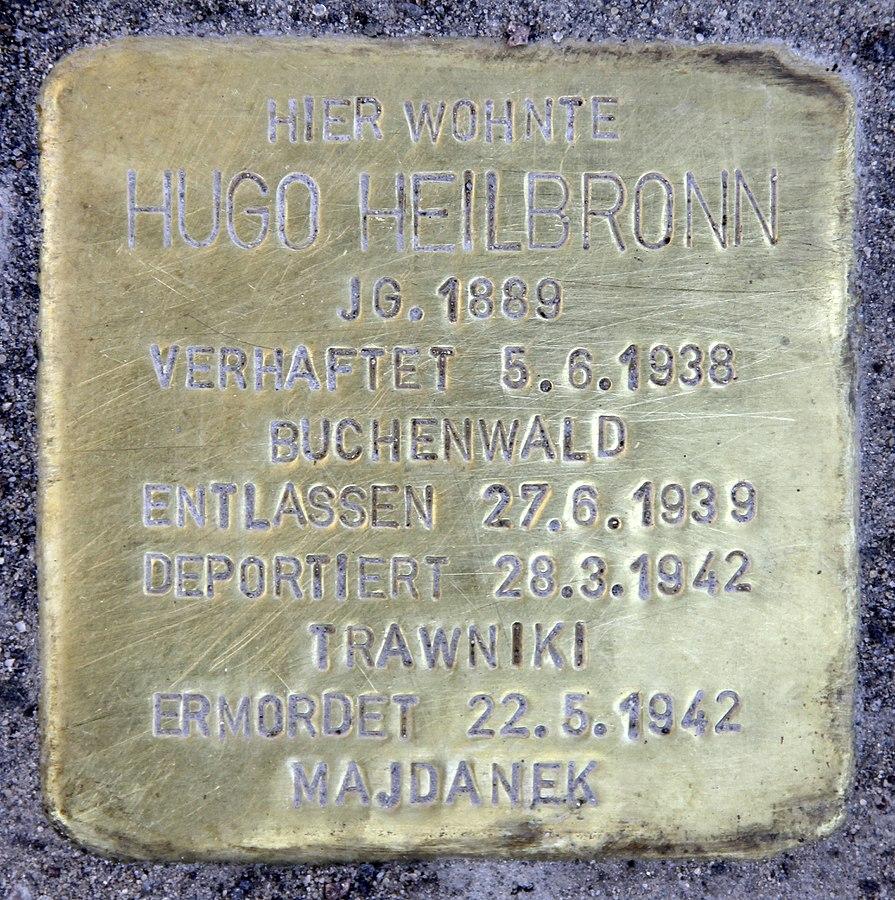 HIER WOHNTE
HUGO HEILBRONN
JG. 1889
VERHAFTET 5.6.1938
BUCHENWALD
ENTLASSEN 27.6.1939
DEPORTIERT 28.3.1942
TRAWNIKI
ERMORDET 22.5.1942
MAJDANEK